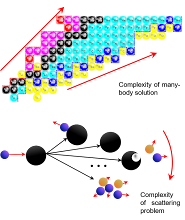 Complexity of many-
body solution
Complexity
of scattering
problem